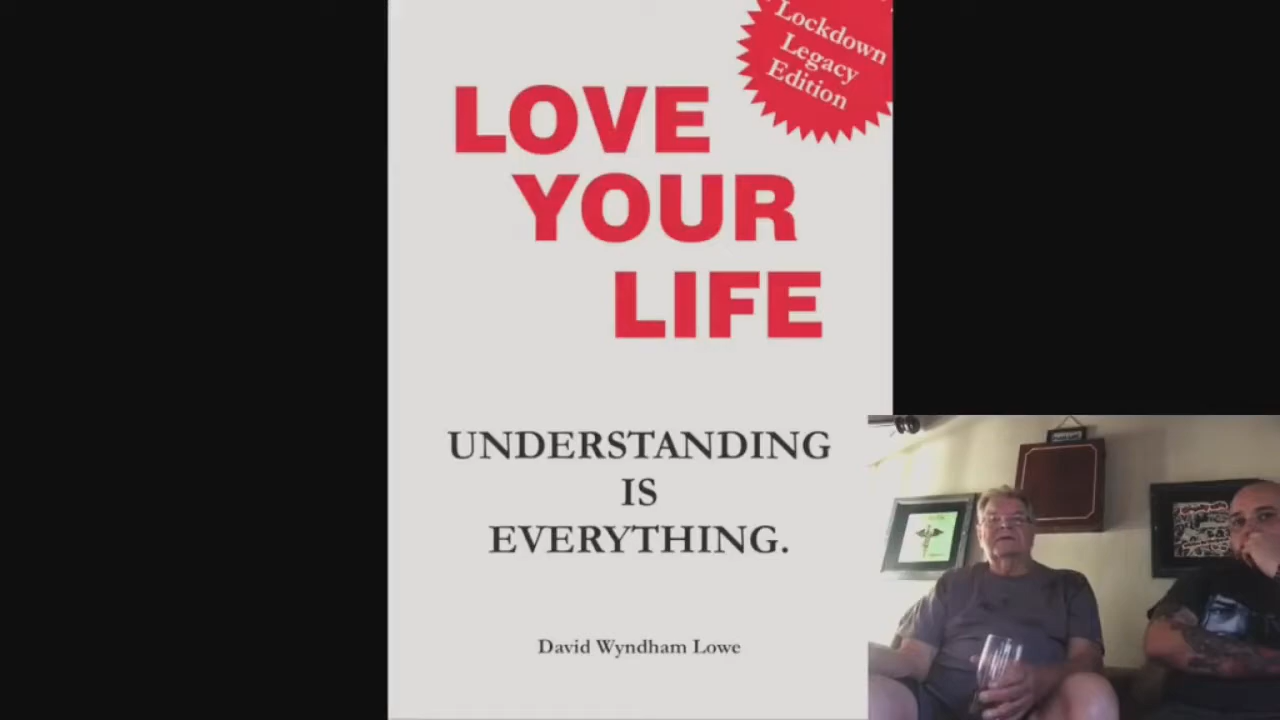 Lockdown
Legacy
Edition
LOVE
YOUR
LIFE
UNDERSTANDING
IS
EVERYTHING.
David Wyndham Lowe